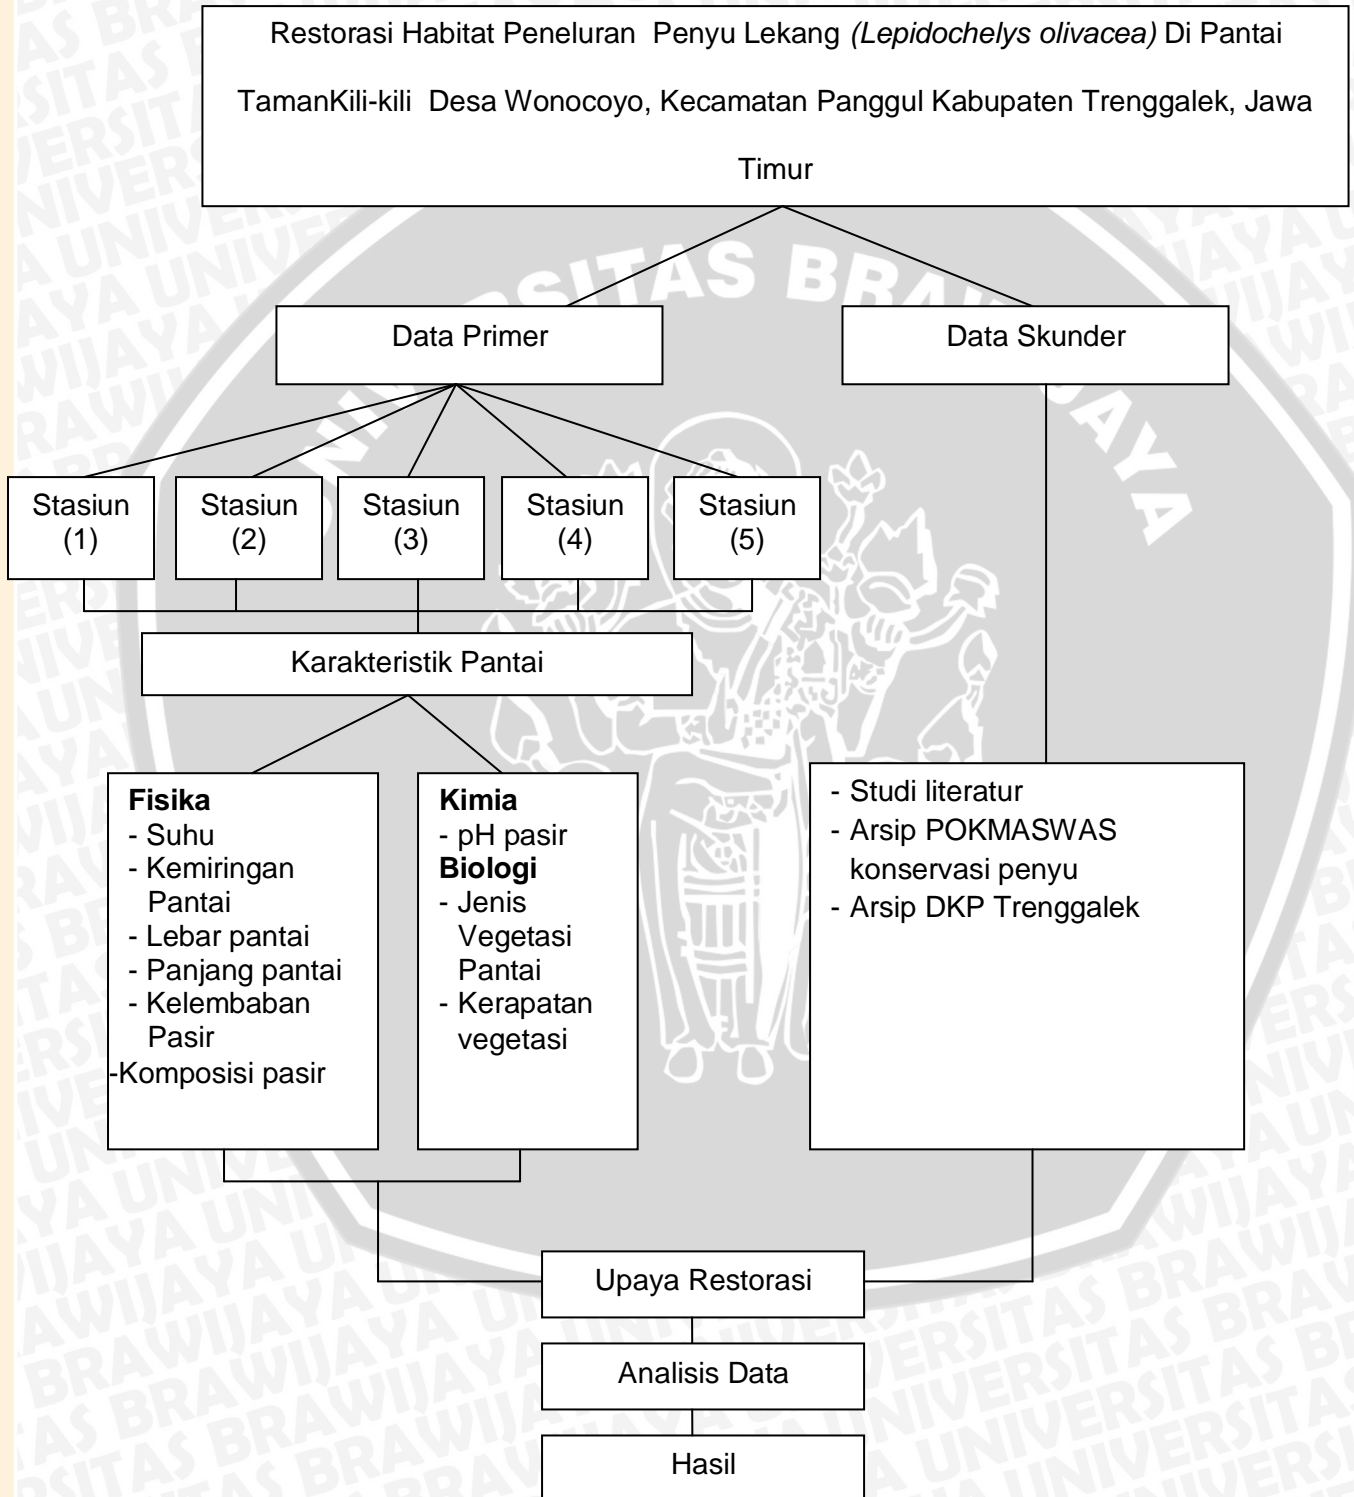 Restorasi Habitat Peneluran Penyu Lekang (Lepidochelys olivacea) Di Pantai
TamanKili-kili Desa Wonocoyo, Kecamatan Panggul Kabupaten Trenggalek, Jawa
Timur
Data Primer
Data Skunder
Stasiun
(1)
Stasiun
(2)
Stasiun
(3)
Stasiun
(4)
Stasiun
(5)
Karakteristik Pantai
Fisika
- Suhu
- Kemiringan
Pantai
- Lebar pantai
- Panjang pantai
- Kelembaban
Pasir
-Komposisi pasir
Kimia
- pH pasir
Biologi
- Jenis
Vegetasi
Pantai
- Kerapatan
vegetasi
- Studi literatur
- Arsip POKMASWAS
konservasi penyu
- Arsip DKP Trenggalek
Upaya Restorasi
Analisis Data
Hasil